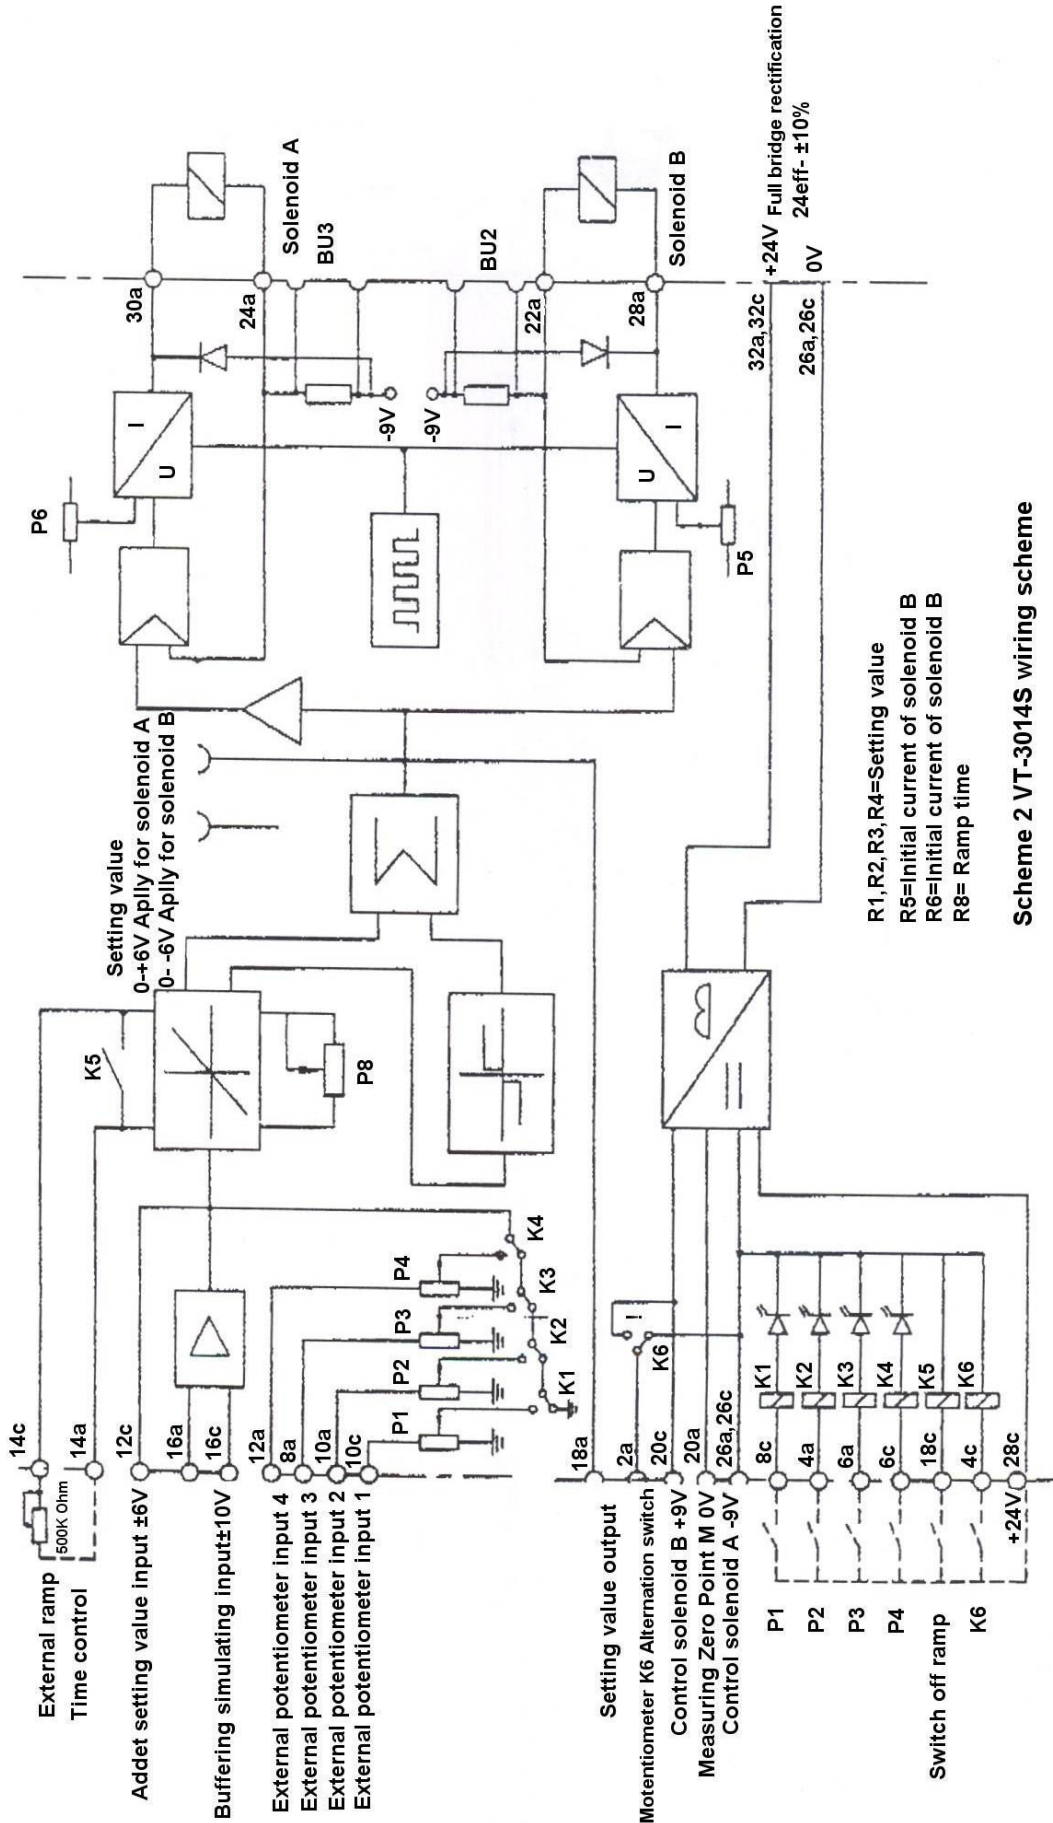 External ramp
Time control
500K Ohm
14c
14a
K5
Setting value
0-+6V Aplly for solenoid A
0- -6V Aplly for solenoid B
P6
30a
24a
Solenoid A
BU3
I
U
-9V
-9V
BU2
22a
28a
Solenoid B
I
U
P5
P8
Addet setting value input ±6V
12c
Buffering simulating input±10V
16a
16c
External potentiometer input 4
12a
External potentiometer input 3
8a
External potentiometer input 2
10a
External potentiometer input 1
10c
P1
P2
P3
P4
K1
K2
K3
K4
Setting value output
18a
Motentiometer K6 Alternation switch
2a
K6
!
Control solenoid B +9V
20c
Measuring Zero Point M 0V
20a
Control solenoid A -9V
26a,26c
32a,32c
+24V
Full bridge rectification
24eff- ±10%
26a,26c
0V
P1
8c
K1
P2
4a
K2
P3
6a
K3
P4
6c
K4
Switch off ramp
18c
K5
K6
4c
K6
+24V
28c
R1,R2,R3,R4=Setting value
R5=Initial current of solenoid B
R6=Initial current of solenoid B
R8= Ramp time
Scheme 2 VT-3014S wiring scheme